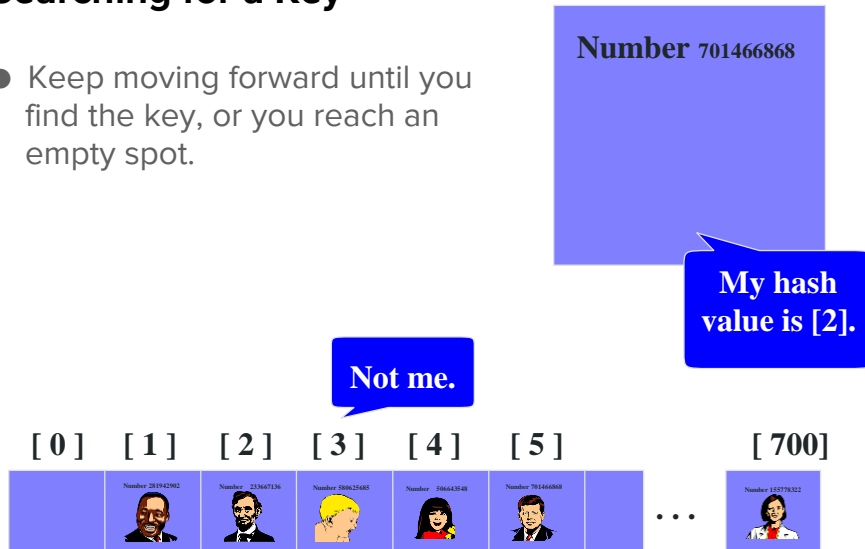 Searching for a Key
Number 701466868
● Keep moving forward until you
find the key, or you reach an
empty spot.
My hash
value is [2].
Not me.
[ 0 ] [ 1 ] [ 2 ] [ 3 ] [ 4 ] [ 5 ] [ 700]
Number 281942902 Number 233667136 Number 580625685 Number 506643548 Number 701466868 . . . Number 155778322